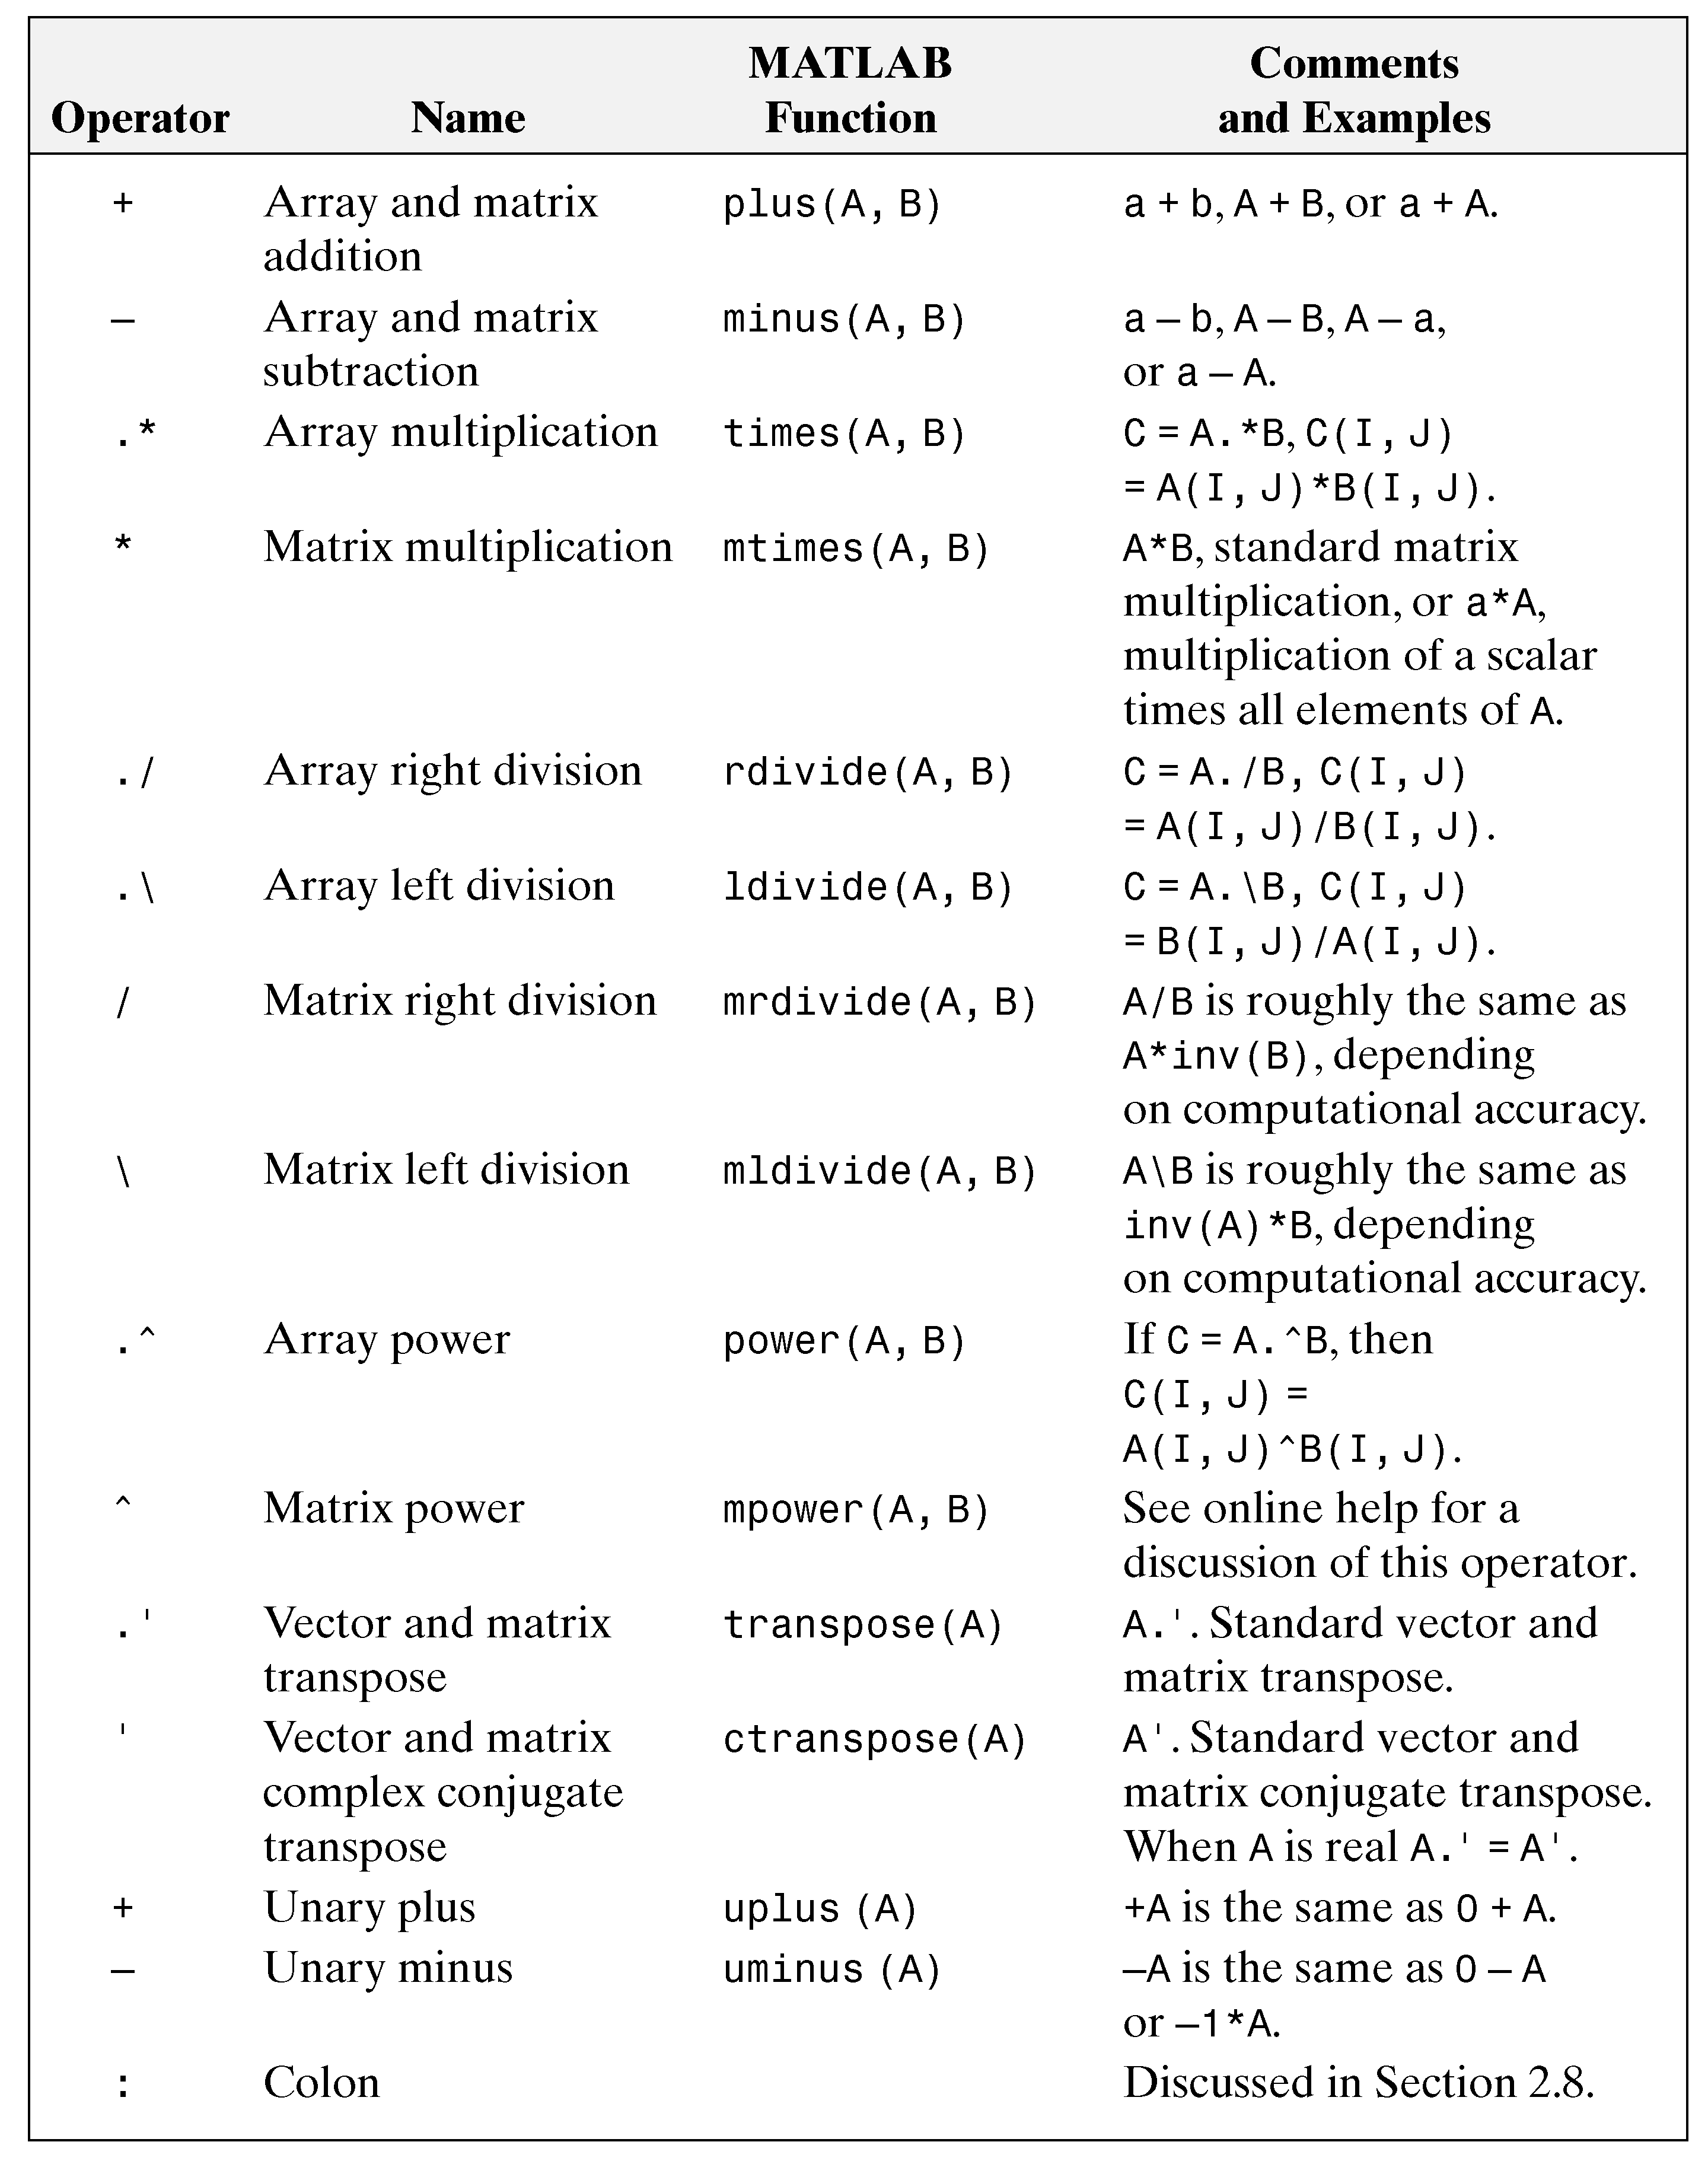 Operator Name MATLAB Function Comments and Examples
+ Array and matrix plus(A, B) a + b, A + B, or a + A.
addition
– Array and matrix minus(A, B) a – b, A – B, A – a,
subtraction or a – A.
.* Array multiplication times(A, B) C = A.*B, C(I, J)
= A(I, J)*B(I, J).
* Matrix multiplication mtimes(A, B) A*B, standard matrix
multiplication, or a*A,
multiplication of a scalar
times all elements of A.
./ Array right division rdivide(A, B) C = A./B, C(I, J)
= A(I, J)/B(I, J).
.\ Array left division ldivide(A, B) C = A.\B, C(I, J)
= B(I, J)/A(I, J).
/ Matrix right division mrdivide(A, B) A/B is roughly the same as
A*inv(B), depending
on computational accuracy.
\ Matrix left division mldivide(A, B) A\B is roughly the same as
inv(A)*B, depending
on computational accuracy.
.^ Array power power(A, B) If C = A.^B, then
C(I, J) =
A(I, J)^B(I, J).
^ Matrix power mpower(A, B) See online help for a
discussion of this operator.
.' Vector and matrix transpose(A) A.'. Standard vector and
transpose matrix transpose.
' Vector and matrix ctranspose(A) A'. Standard vector and
complex conjugate matrix conjugate transpose.
transpose When A is real A.' = A'.
+ Unary plus uplus (A) +A is the same as 0 + A.
– Unary minus uminus (A) –A is the same as 0 – A
or –1*A.
: Colon Discussed in Section 2.8.